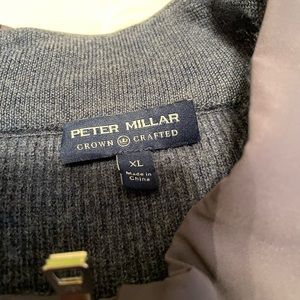 PETER MILLAR
CROWN CRAFTED
XL
Made in
China